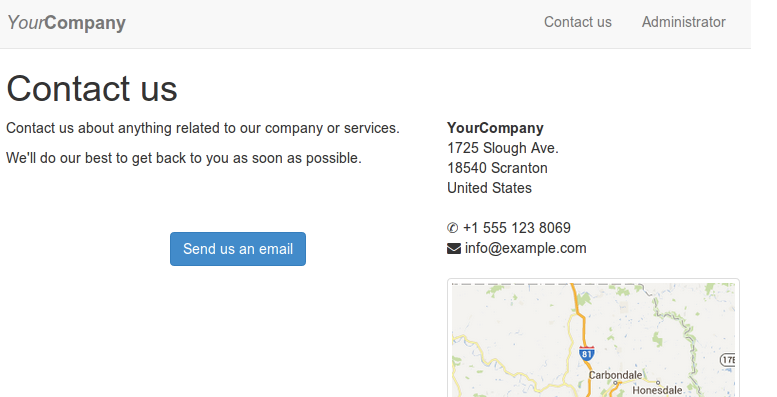 YourCompany
Contact us Administrator
Contact us
Contact us about anything related to our company or services.
We'll do our best to get back to you as soon as possible.
Send us an email
YourCompany
1725 Slough Ave.
18540 Scranton
United States
✆ +1 555 123 8069
info@example.com
81
17E
Carbondale
Honesdale